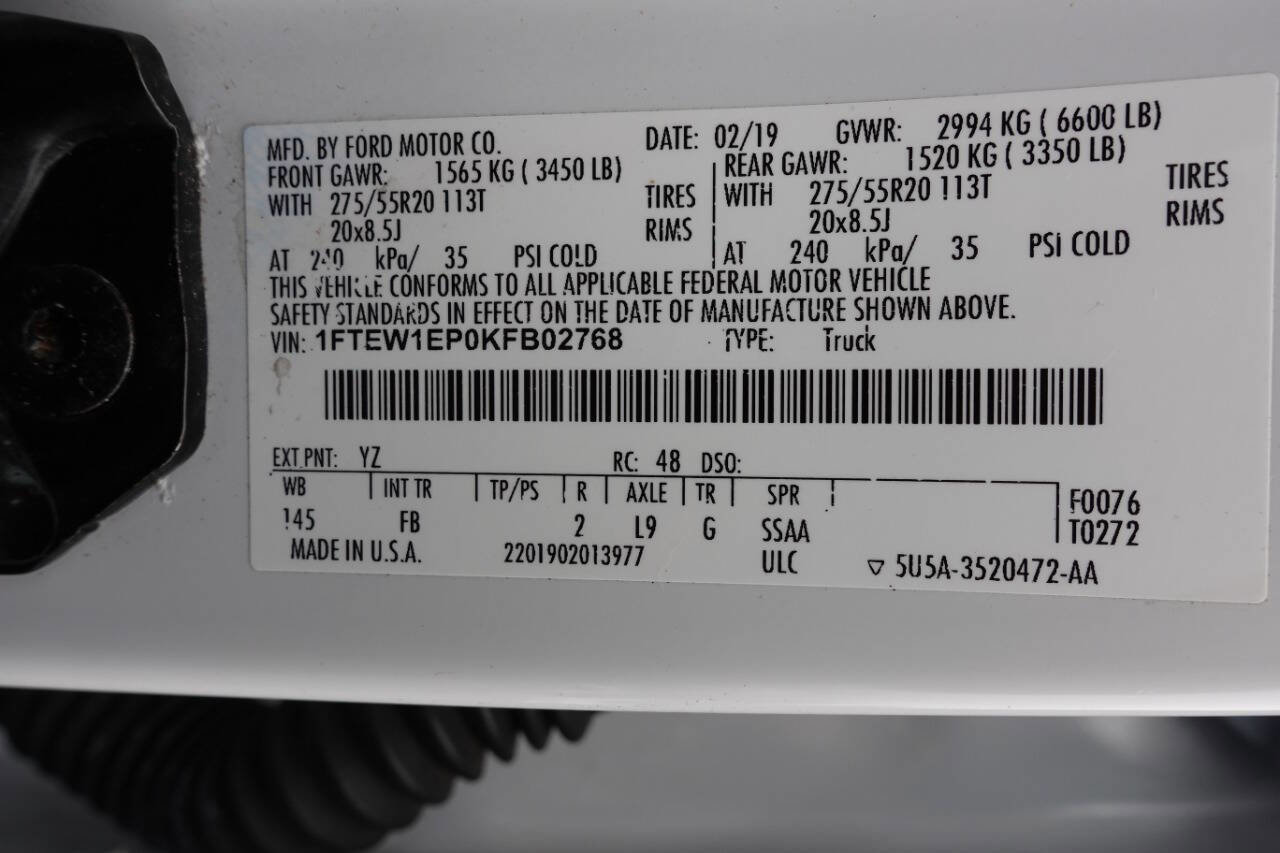 MFD. BY FORD MOTOR CO. DATE: 02/19 GVWR: 2994 KG ( 6600 LB)
FRONT GAWR: 1565 KG ( 3450 LB) REAR GAWR: 1520 KG ( 3350 LB)
WITH 275/55R20 113T TIRES WITH 275/55R20 113T TIRES
20x8.5J RIMS 20x8.5J RIMS
AT 240 kPa/ 35 PSI COLD AT 240 kPa/ 35 PSI COLD
THIS VEHICLE CONFORMS TO ALL APPLICABLE FEDERAL MOTOR VEHICLE
SAFETY STANDARDS IN EFFECT ON THE DATE OF MANUFACTURE SHOWN ABOVE.
VIN: 1FTEW1EP0KFB02768 TYPE: Truck
EXT PNT: YZ RC: 48 DSO:
WB INT TR TP/PS R AXLE TR SPR F0076
145 FB 2 L9 G SSAA T0272
MADE IN U.S.A. 2201902013977 ULC ▽ 5U5A-3520472-AA